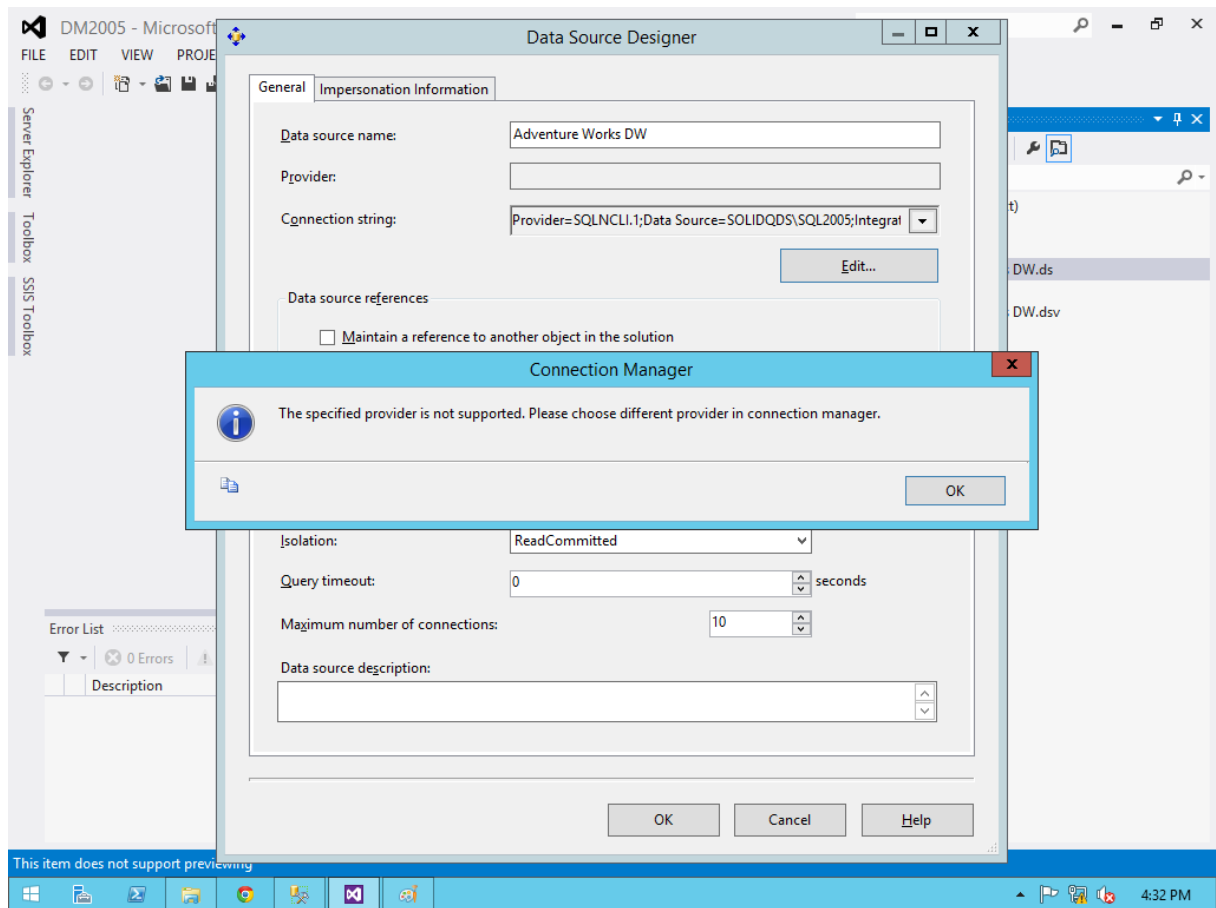 DM2005 - Microsoft
FILE EDIT VIEW PROJE
Data Source Designer
Server Explorer
Toolbox
SSIS Toolbox
General
Impersonation Information
Data source name:
Adventure Works DW
Provider:
Connection string:
Provider=SQLNCLI.1;Data Source=SOLIDQDS\SQL2005;Integrat
Edit...
Data source references
Maintain a reference to another object in the solution
t)
DW.ds
DW.dsv
Connection Manager
The specified provider is not supported. Please choose different provider in connection manager.
OK
Isolation:
ReadCommitted
Query timeout:
0
seconds
Maximum number of connections:
10
Data source description:
Error List
0 Errors
Description
OK
Cancel
Help
This item does not support previewing
4:32 PM